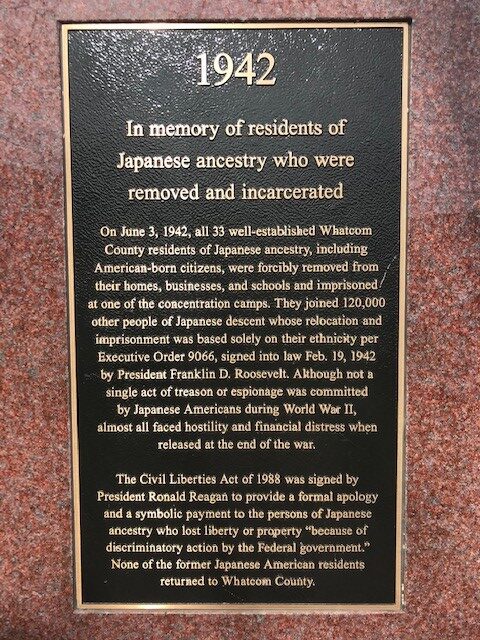 1942
In memory of residents of
Japanese ancestry who were
removed and incarcerated
On June 3, 1942, all 33 well-established Whatcom
County residents of Japanese ancestry, including
American-born citizens, were forcibly removed from
their homes, businesses, and schools and imprisoned
at one of the concentration camps. They joined 120,000
other people of Japanese descent whose relocation and
imprisonment was based solely on their ethnicity per
Executive Order 9066, signed into law Feb. 19, 1942
by President Franklin D. Roosevelt. Although not a
single act of treason or espionage was committed
by Japanese Americans during World War II,
almost all faced hostility and financial distress when
released at the end of the war.
The Civil Liberties Act of 1988 was signed by
President Ronald Reagan to provide a formal apology
and a symbolic payment to the persons of Japanese
ancestry who lost liberty or property “because of
discriminatory action by the Federal government.”
None of the former Japanese American residents
returned to Whatcom County.